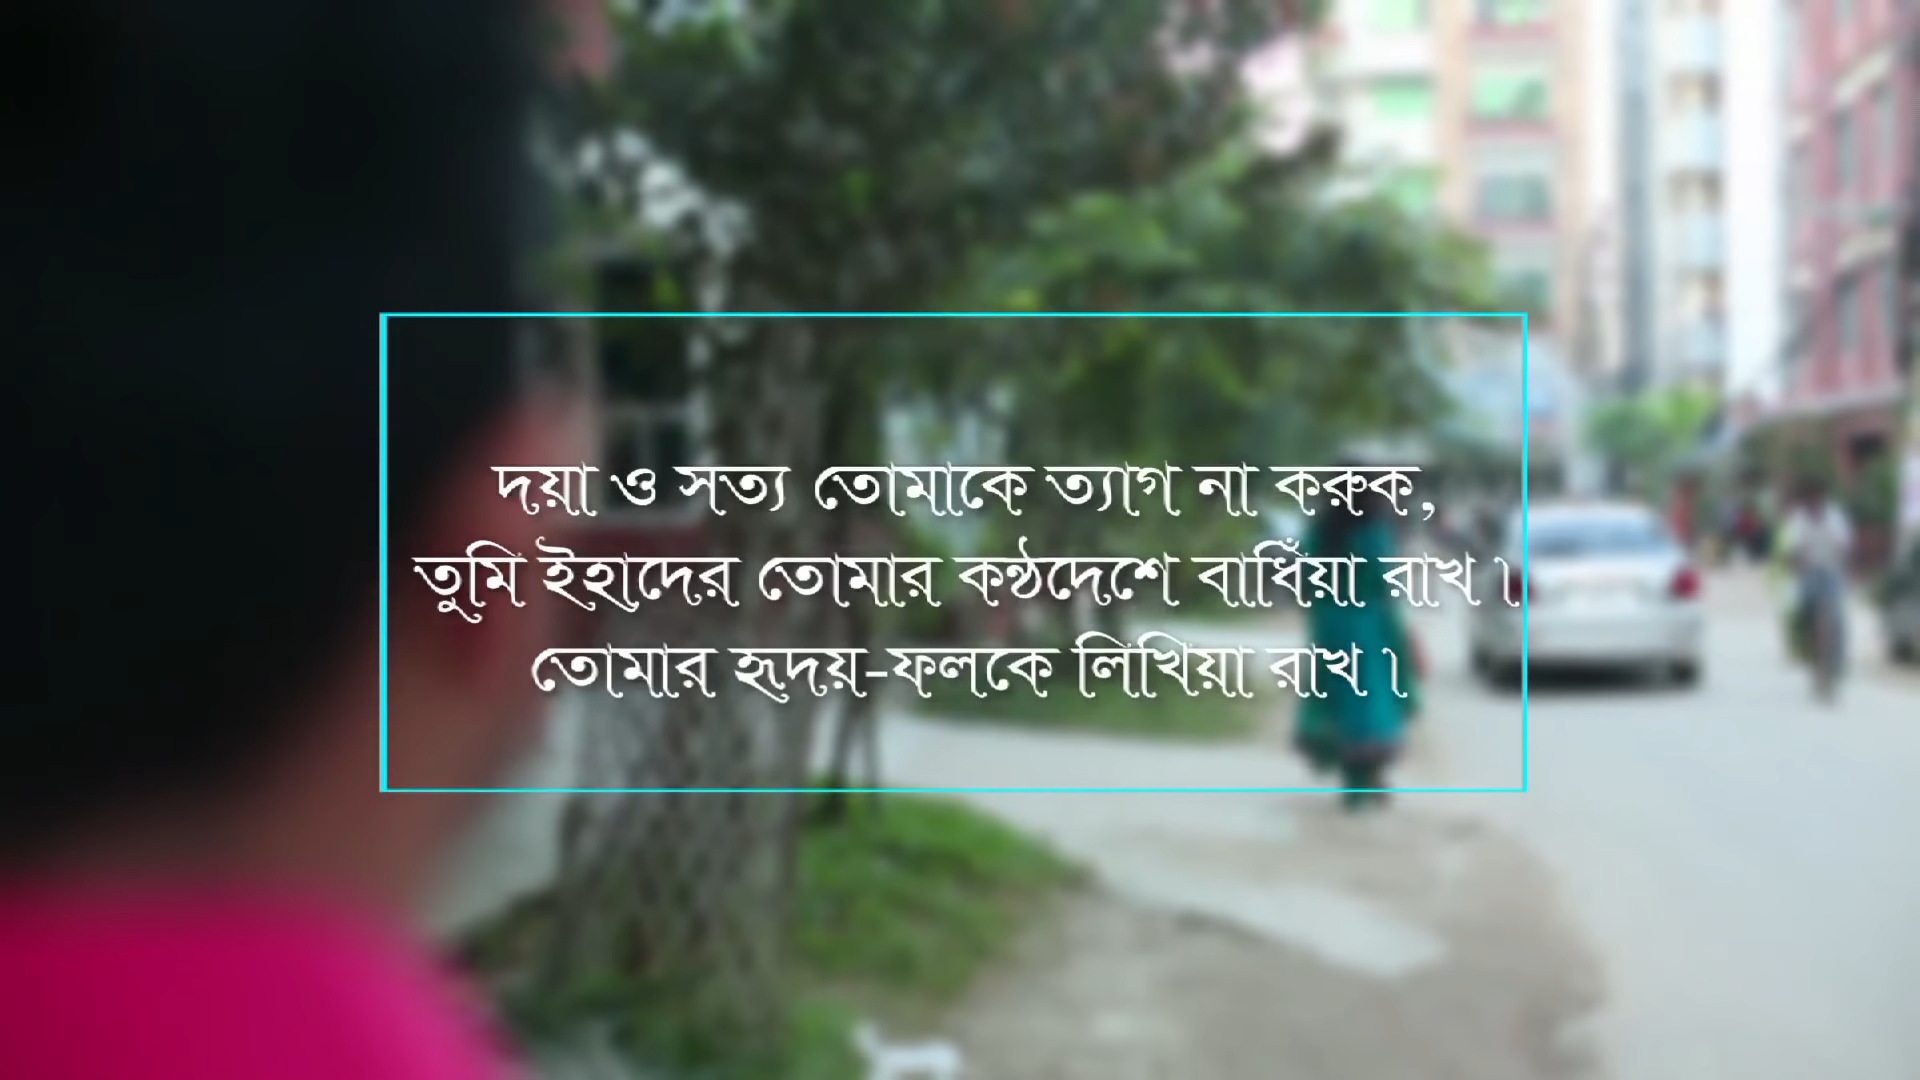 দয়া ও সত্য তোমাকে ত্যাগ না করুক,
তুমি ইহাদের তোমার কন্ঠদেশে বাধিঁয়া রাখ।
তোমার হৃদয়-ফলকে লিখিয়া রাখ।